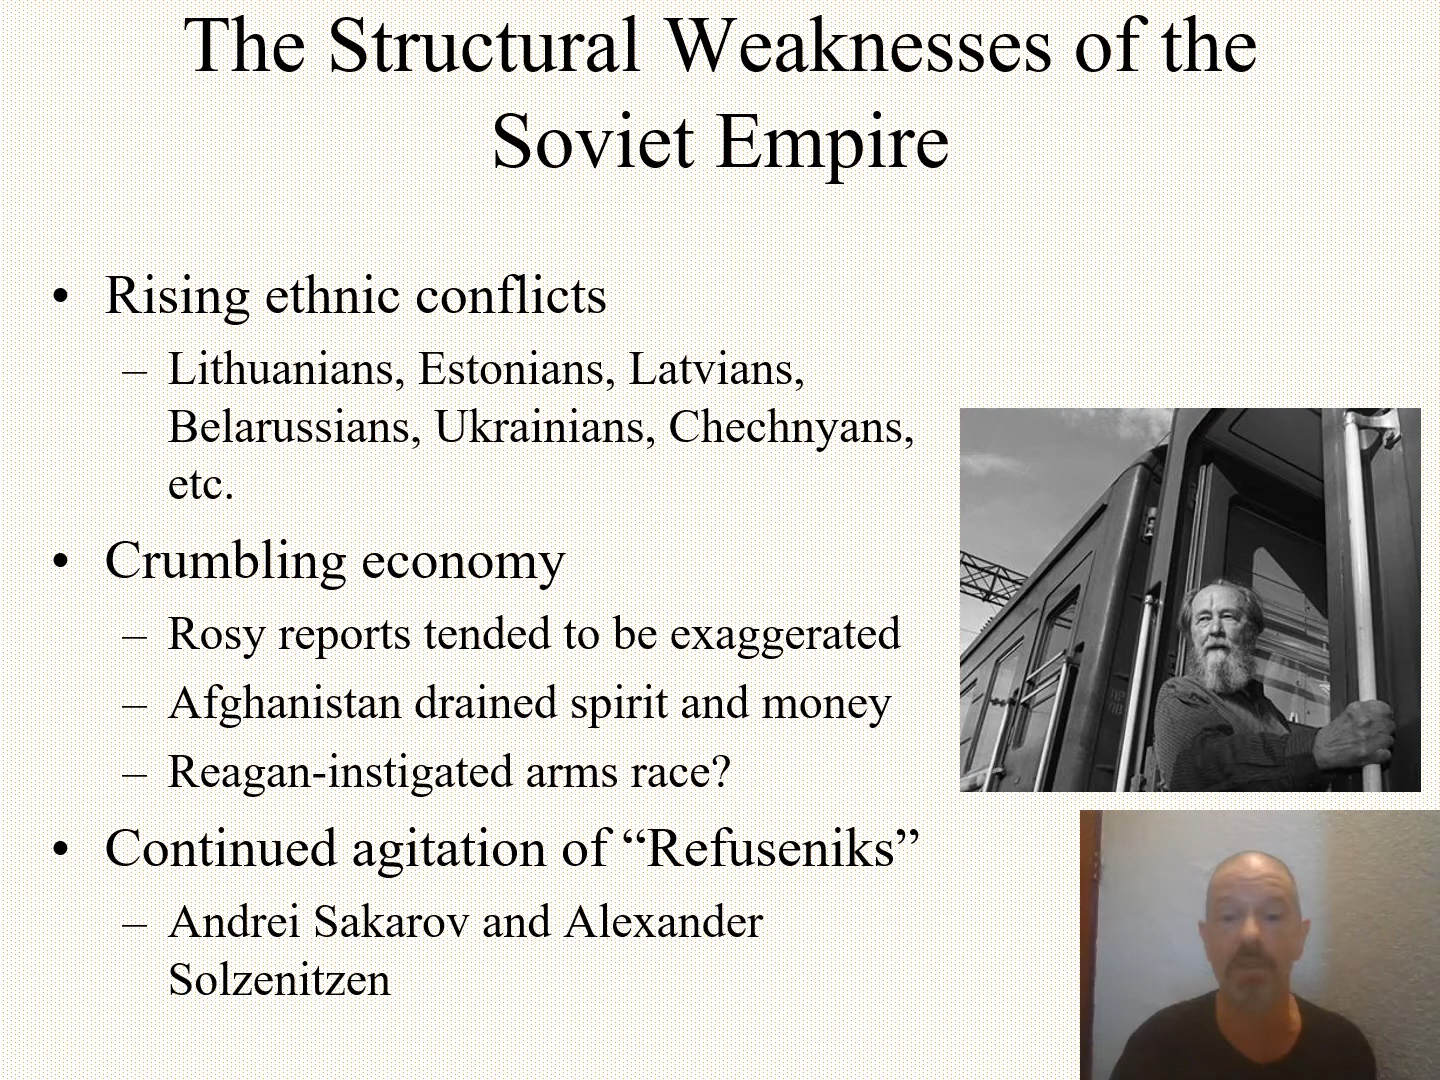 The Structural Weaknesses of the
Soviet Empire
• Rising ethnic conflicts
– Lithuanians, Estonians, Latvians,
Belarussians, Ukrainians, Chechnyans,
etc.
• Crumbling economy
– Rosy reports tended to be exaggerated
– Afghanistan drained spirit and money
– Reagan-instigated arms race?
• Continued agitation of “Refuseniks”
– Andrei Sakarov and Alexander
Solzenitzen